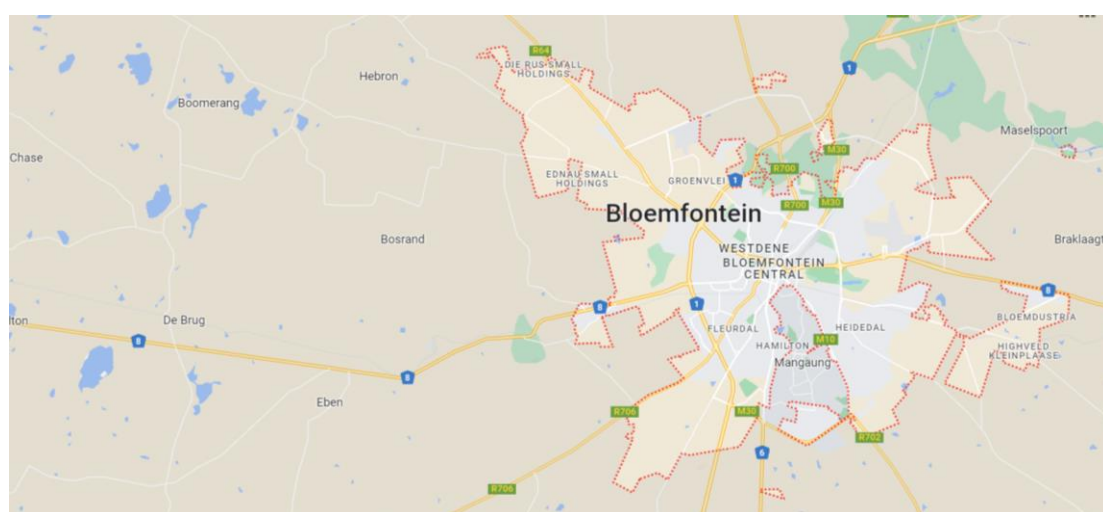 R64
DIE RUS SMALL
HOLDINGS
1
Hebron
Boomerang
Maselspoort
Chase
M30
R700
EDNAU SMALL
HOLDINGS
GROENVLEI
1
R700
M30
Bloemfontein
Bosrand
Braklaagt
WESTDENE
BLOEMFONTEIN
CENTRAL
8
8
1
BLOEMDUSTRIA
lton
De Brug
FLEURDAL
HEIDEDAL
8
HAMILTON
M10
HIGHVELD
KLEINPLAASE
Mangaung
8
Eben
R706
M30
R702
6
R706